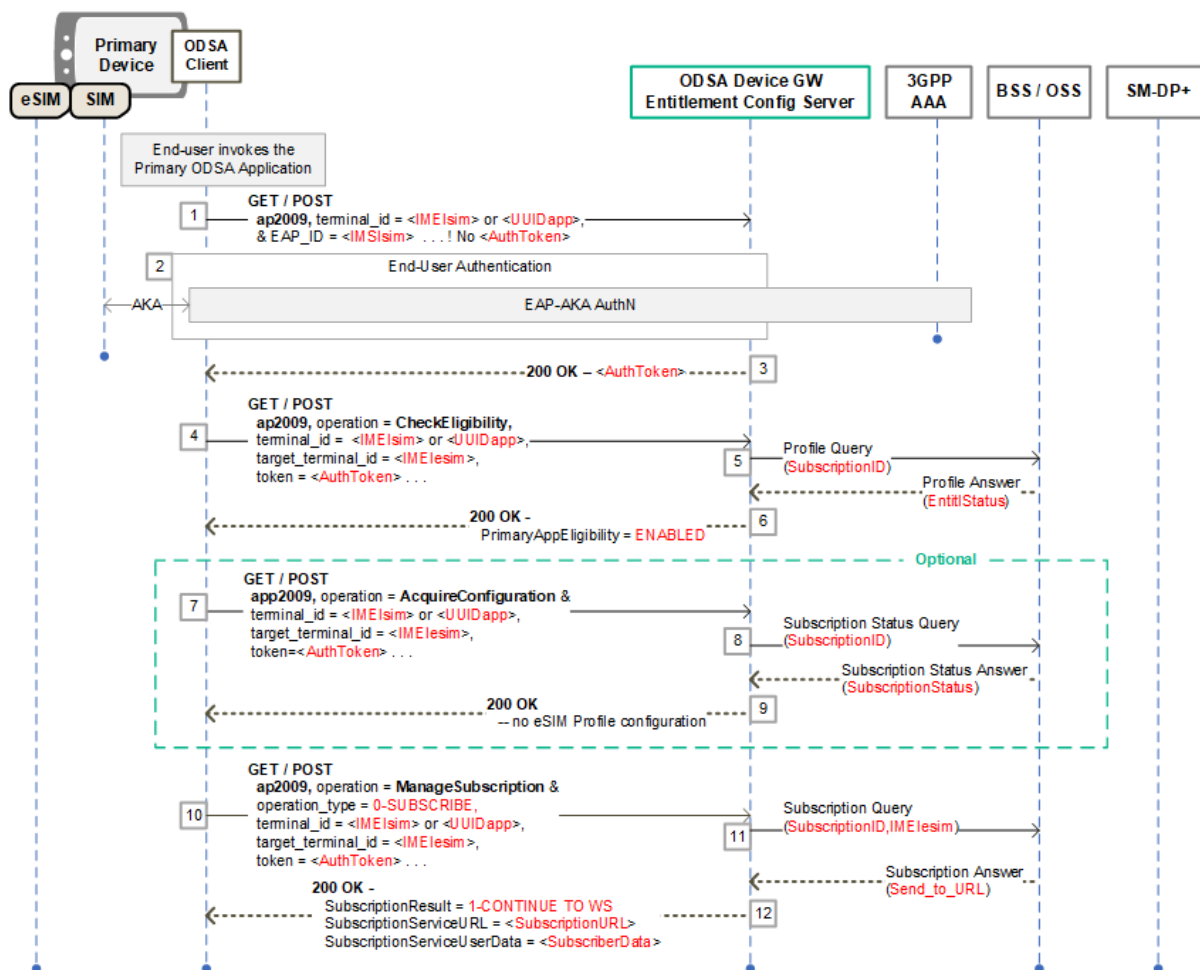 Primary
Device
ODSA
Client
eSIM
SIM
ODSA Device GW
Entitlement Config Server
3GPP
AAA
BSS / OSS
SM-DP+
End-user invokes the
Primary ODSA Application
GET / POST
1
ap2009, terminal_id = <IMEIsim> or <UUIDapp>,
& EAP_ID = <IMSIsim> . . .! No <AuthToken>
2
End-User Authentication
AKA
EAP-AKA AuthN
200 OK – <AuthToken>
3
GET / POST
ap2009, operation = CheckEligibility,
4
terminal_id = <IMEIsim> or <UUIDapp>,
target_terminal_id = <IMEIesim>,
token = <AuthToken> . . .
5
Profile Query
(SubscriptionID)
Profile Answer
(EntitlStatus)
200 OK -
PrimaryAppEligibility = ENABLED
6
Optional
GET / POST
app2009, operation = AcquireConfiguration &
7
terminal_id = <IMEIsim> or <UUIDapp>,
target_terminal_id = <IMEIesim>,
token=<AuthToken> . . .
8
Subscription Status Query
(SubscriptionID)
Subscription Status Answer
(SubscriptionStatus)
200 OK
-- no eSIM Profile configuration
9
GET / POST
ap2009, operation = ManageSubscription &
operation_type = 0-SUBSCRIBE,
10
terminal_id = <IMEIsim> or <UUIDapp>,
target_terminal_id = <IMEIesim>,
token = <AuthToken> . . .
11
Subscription Query
(SubscriptionID,IMEIesim)
Subscription Answer
(Send_to_URL)
200 OK -
SubscriptionResult = 1-CONTINUE TO WS
SubscriptionServiceURL = <SubscriptionURL>
SubscriptionServiceUserData = <SubscriberData>
12